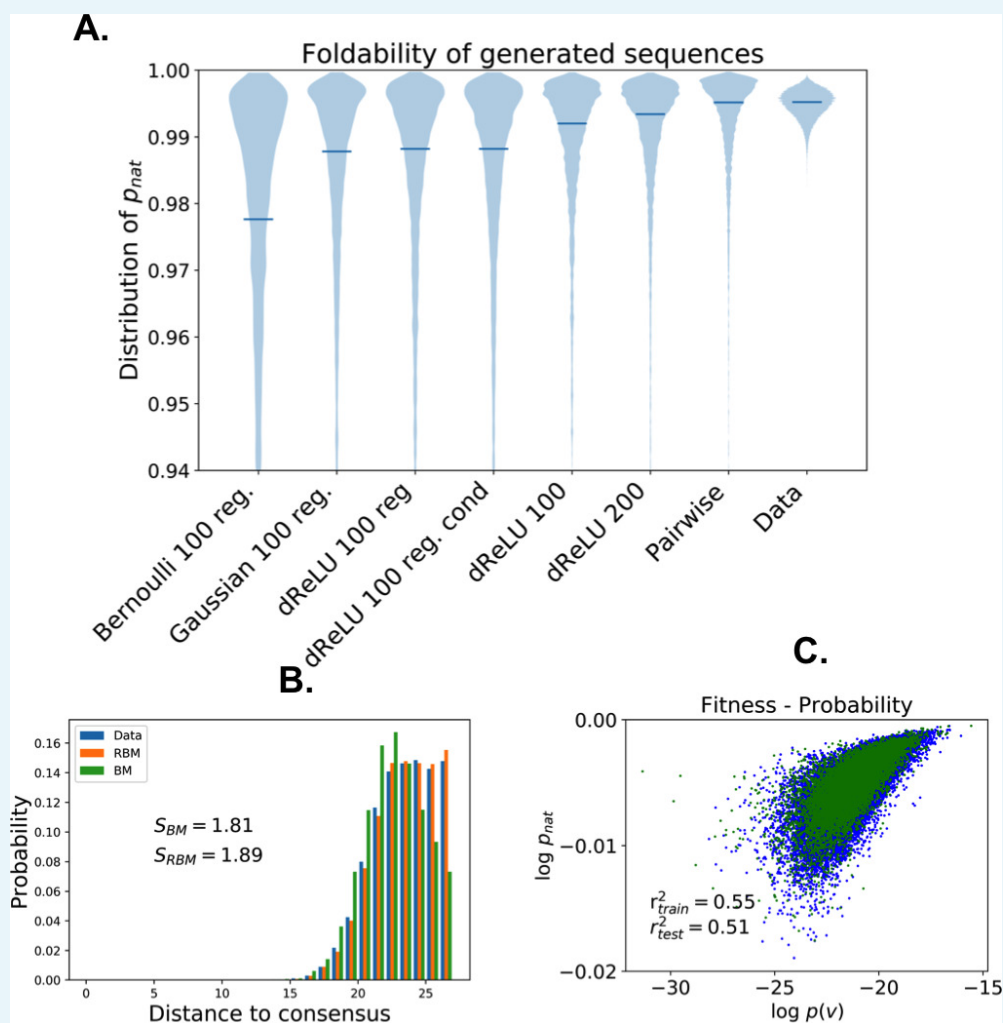 A.
Foldability of generated sequences
Distribution of p_nat
1.00
0.99
0.98
0.97
0.96
0.95
0.94
Bernoulli 100 reg.
Gaussian 100 reg.
dReLU 100 reg
dReLU 100 reg. cond
dReLU 100
dReLU 200
Pairwise
Data
B.
Data
RBM
BM
S_BM = 1.81
S_RBM = 1.89
Probability
0.16
0.14
0.12
0.10
0.08
0.06
0.04
0.02
0.00
0 5 10 15 20 25
Distance to consensus
C.
Fitness - Probability
log p_nat
0.00
−0.01
−0.02
r²_train = 0.55
r²_test = 0.51
−30 −25 −20 −15
log p(v)